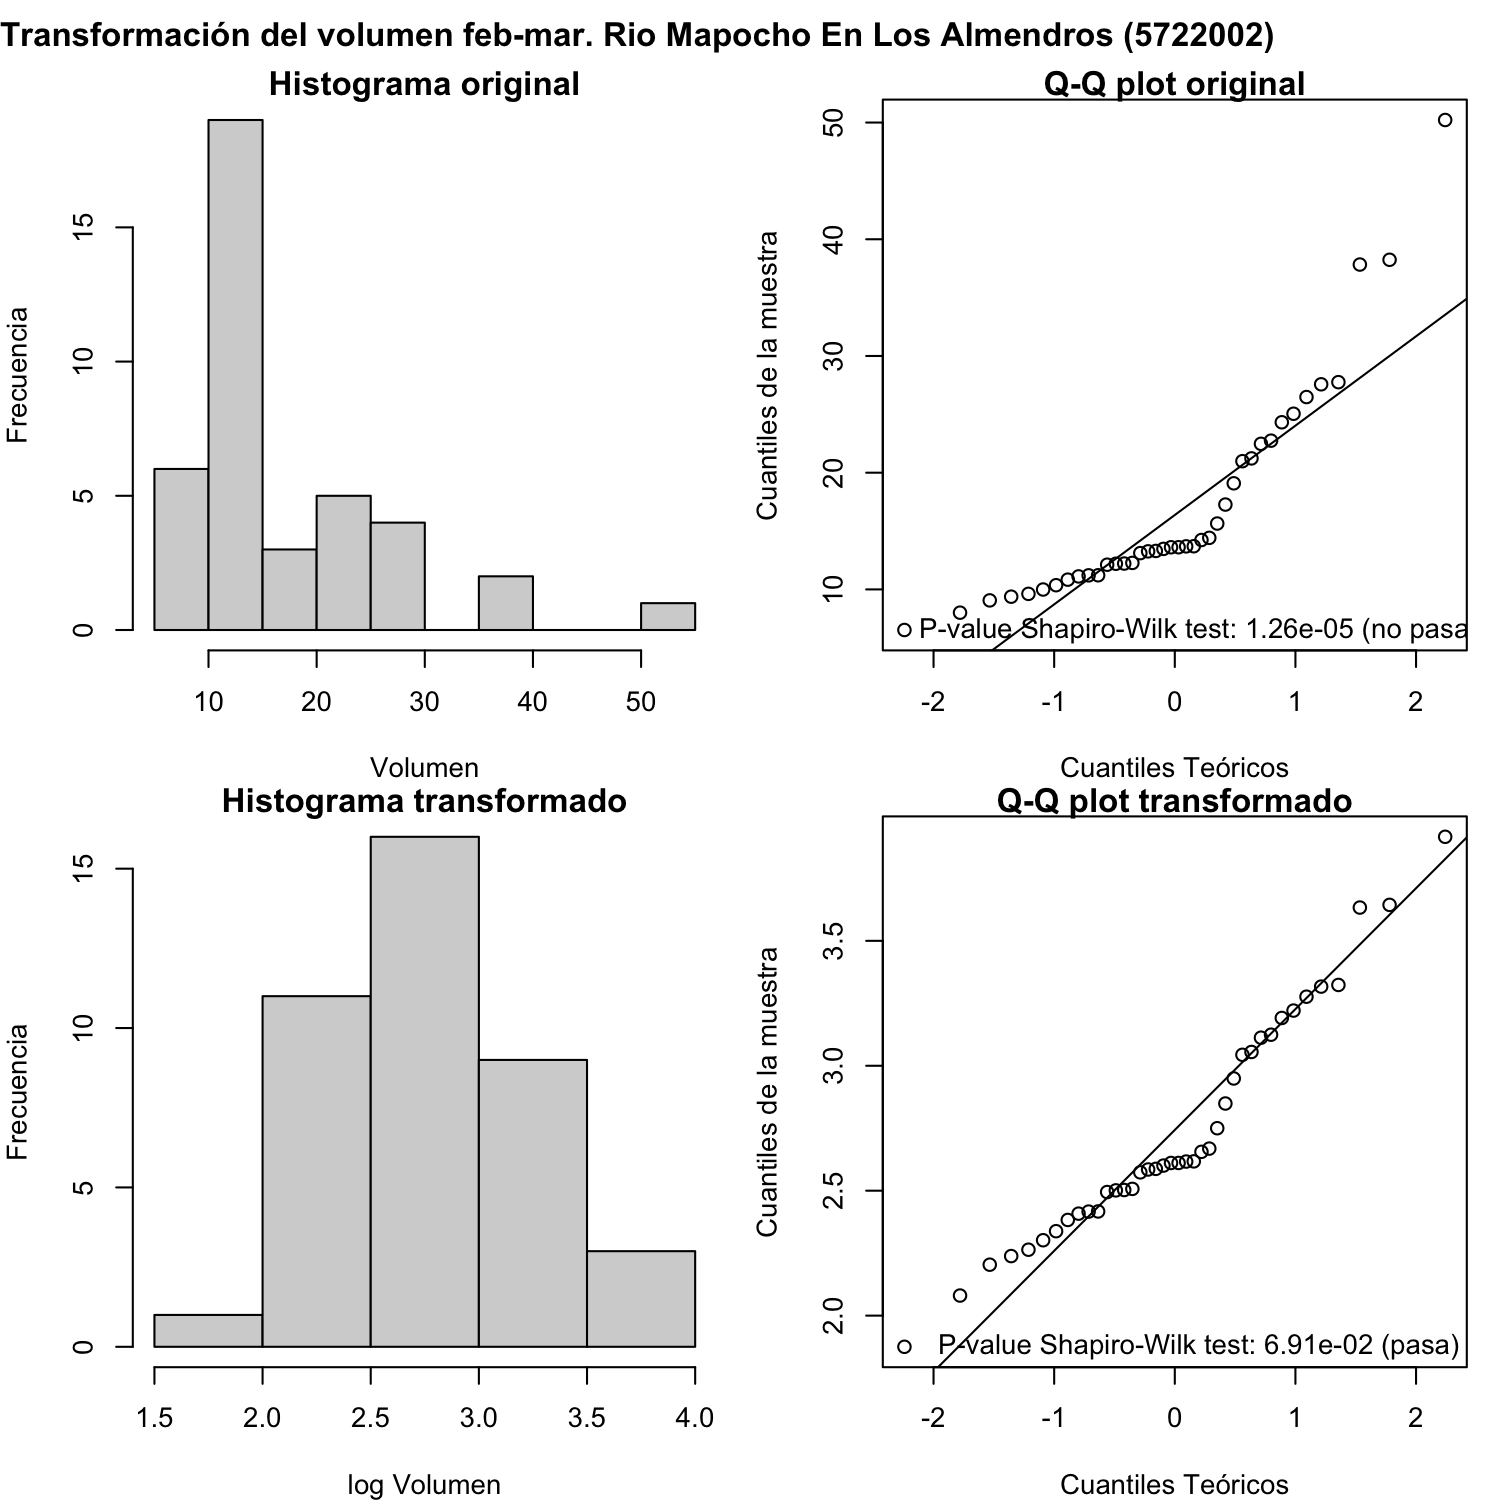 Transformación del volumen feb-mar. Rio Mapocho En Los Almendros (5722002)
Histograma original
Frecuencia
15
10
5
0
10 20 30 40 50
Volumen
Q-Q plot original
Cuantiles de la muestra
50
40
30
20
10
P-value Shapiro-Wilk test: 1.26e-05 (no pasa
-2 -1 0 1 2
Cuantiles Teóricos
Histograma transformado
Frecuencia
15
10
5
0
1.5 2.0 2.5 3.0 3.5 4.0
log Volumen
Q-Q plot transformado
Cuantiles de la muestra
3.5
3.0
2.5
2.0
P-value Shapiro-Wilk test: 6.91e-02 (pasa)
-2 -1 0 1 2
Cuantiles Teóricos